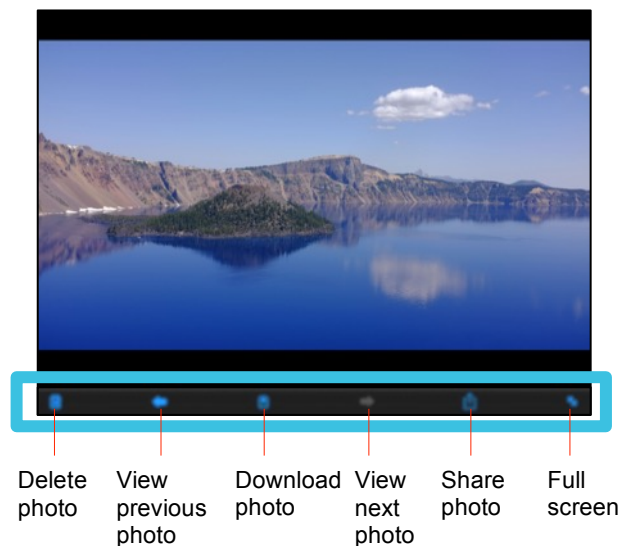 Delete
photo
View
previous
photo
Download
photo
View
next
photo
Share
photo
Full
screen